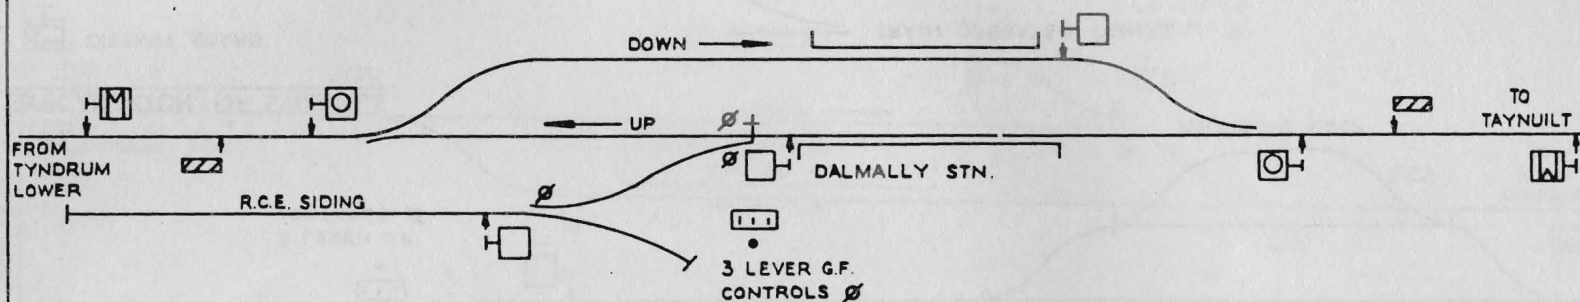 DOWN
TO
TAYNUILT
M
UP
Ø
FROM
TYNDRUM
LOWER
Ø
DALMALLY STN.
R.C.E. SIDING
Ø
3 LEVER G.F.
CONTROLS Ø